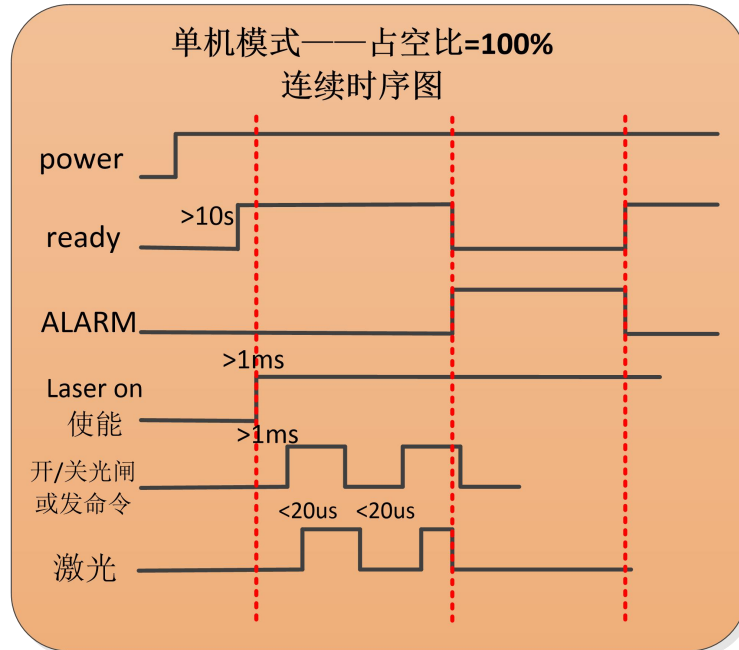 单机模式——占空比=100%
连续时序图
power
>10s
ready
ALARM
>1ms
Laser on
使能
>1ms
开/关光闸
或发命令
<20us <20us
激光